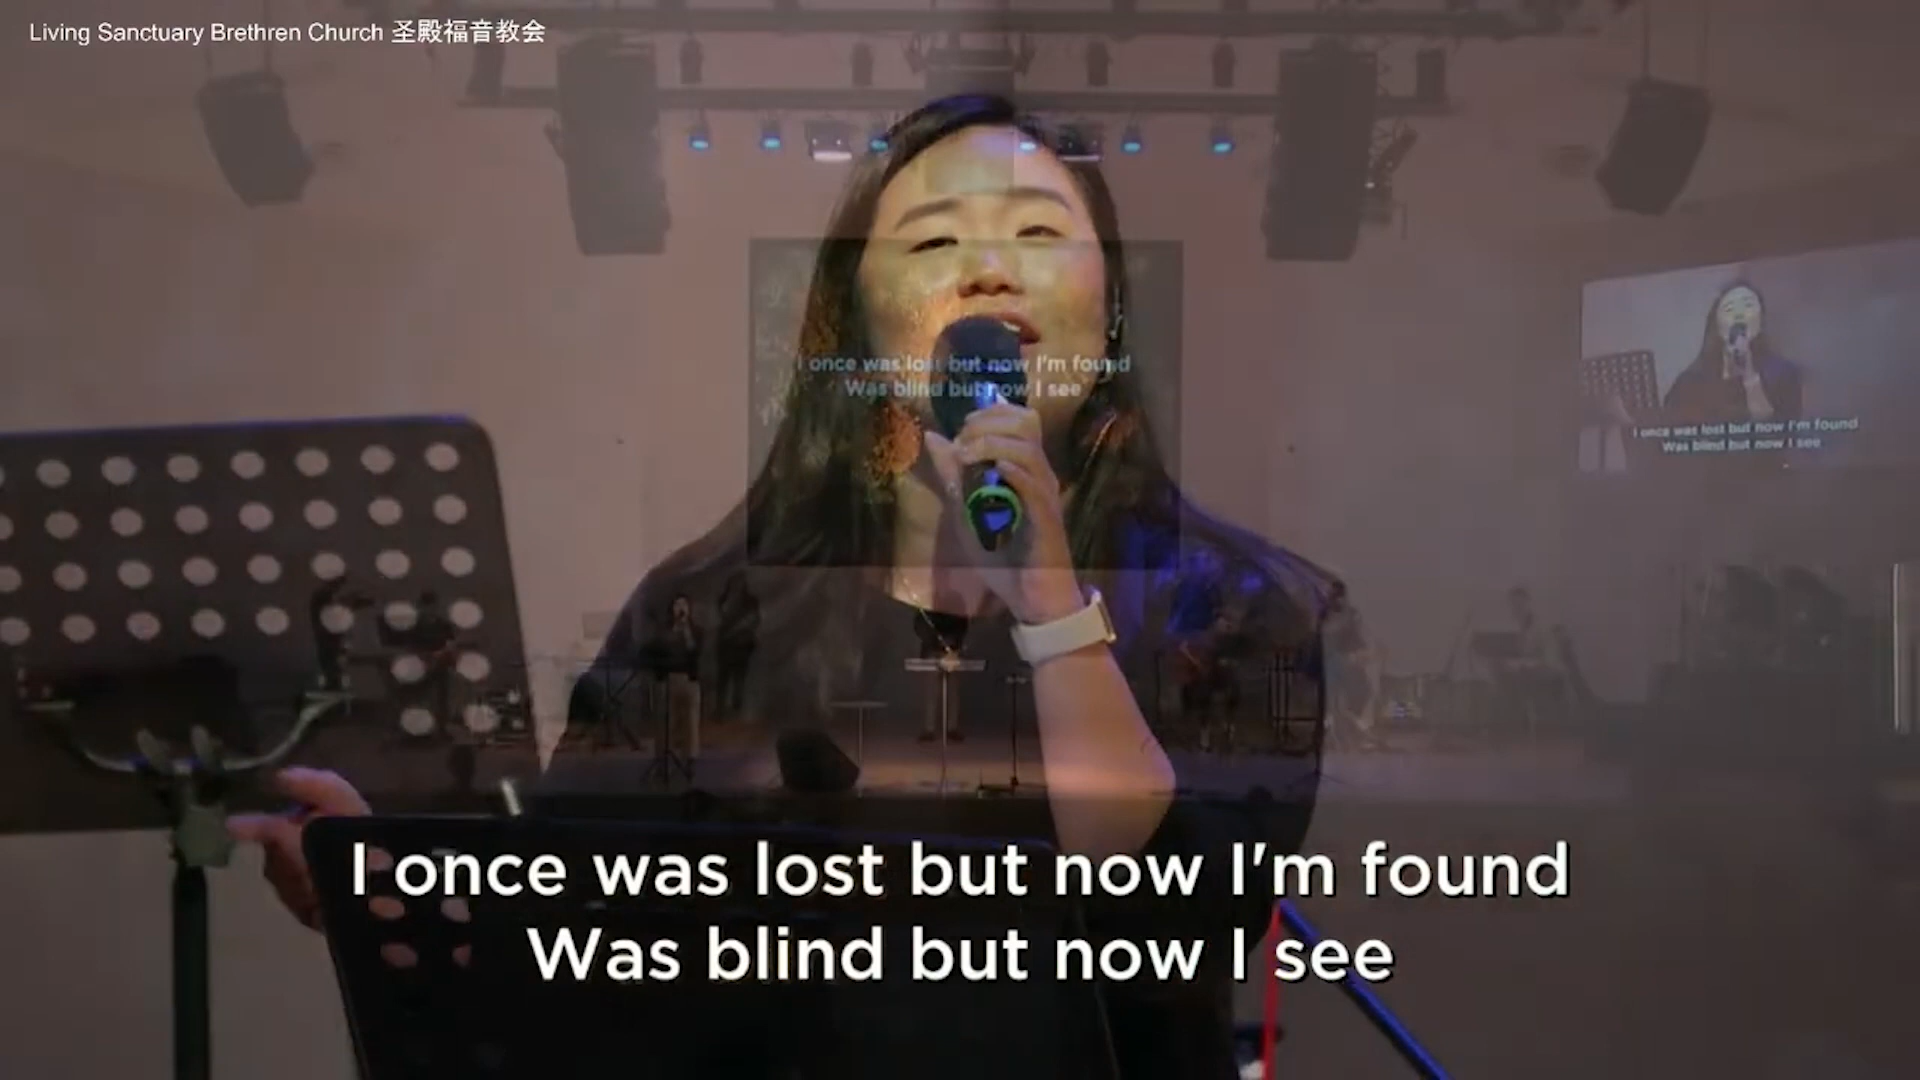 Living Sanctuary Brethren Church 圣殿福音教会
I once was lost but now I'm found
Was blind but now I see
I once was lost but now I'm found
Was blind but now I see
I once was lost but now I'm found
Was blind but now I see